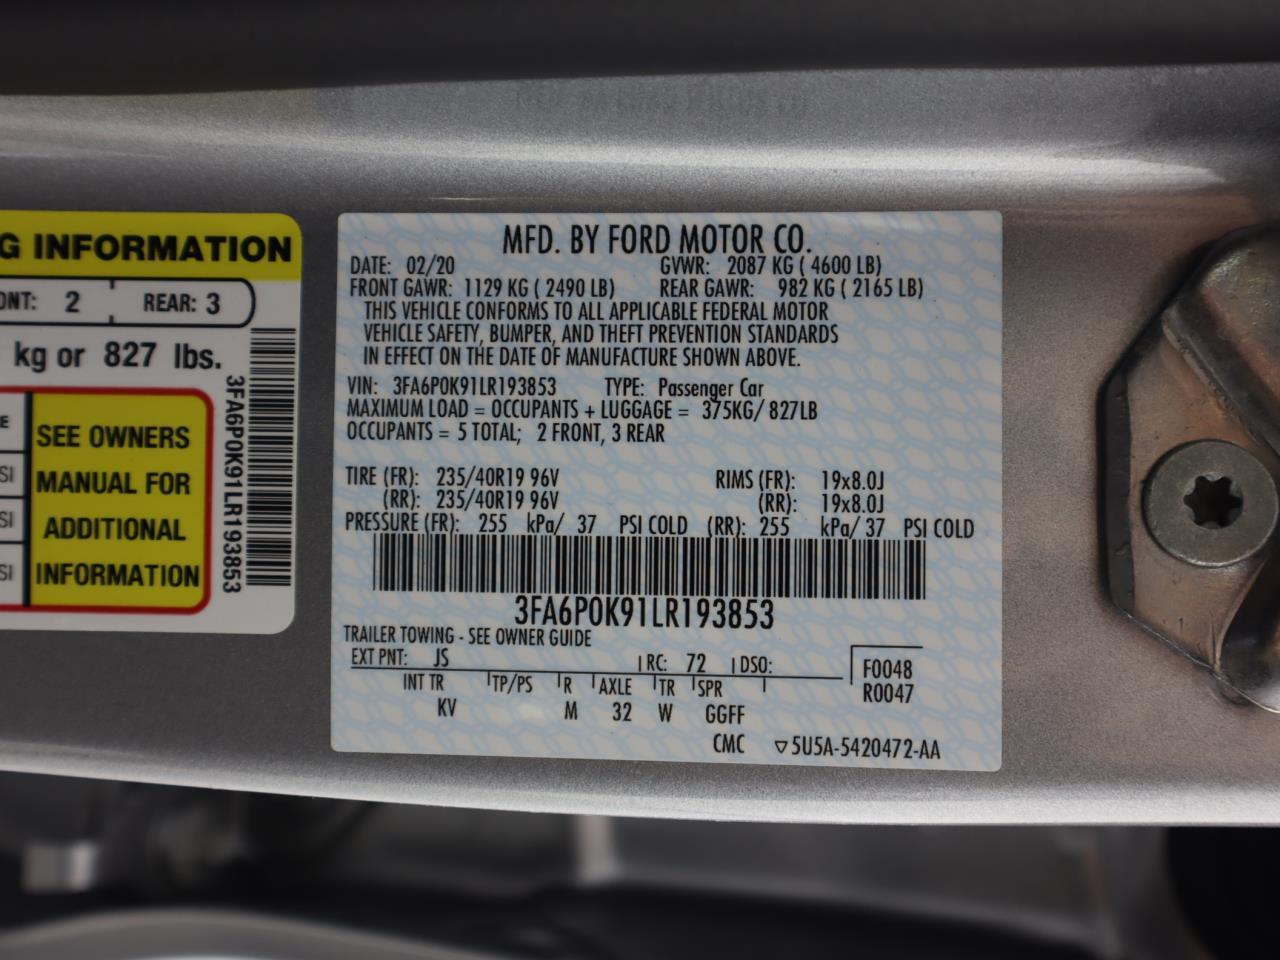 G INFORMATION
ONT: 2 REAR: 3
kg or 827 lbs.
SEE OWNERS
MANUAL FOR
ADDITIONAL
INFORMATION
3FA6P0K91LR193853
MFD. BY FORD MOTOR CO.
DATE: 02/20 GVWR: 2087 KG ( 4600 LB)
FRONT GAWR: 1129 KG ( 2490 LB) REAR GAWR: 982 KG ( 2165 LB)
THIS VEHICLE CONFORMS TO ALL APPLICABLE FEDERAL MOTOR
VEHICLE SAFETY, BUMPER, AND THEFT PREVENTION STANDARDS
IN EFFECT ON THE DATE OF MANUFACTURE SHOWN ABOVE.
VIN: 3FA6P0K91LR193853 TYPE: Passenger Car
MAXIMUM LOAD = OCCUPANTS + LUGGAGE = 375KG/ 827LB
OCCUPANTS = 5 TOTAL; 2 FRONT, 3 REAR
TIRE (FR): 235/40R19 96V RIMS (FR): 19x8.0J
(RR): 235/40R19 96V (RR): 19x8.0J
PRESSURE (FR): 255 kPa/ 37 PSI COLD (RR): 255 kPa/ 37 PSI COLD
3FA6P0K91LR193853
TRAILER TOWING - SEE OWNER GUIDE
EXT PNT: JS RC: 72 DSO: F0048
INT TR TP/PS R AXLE TR SPR R0047
KV M 32 W GGFF
CMC ▽5U5A-5420472-AA